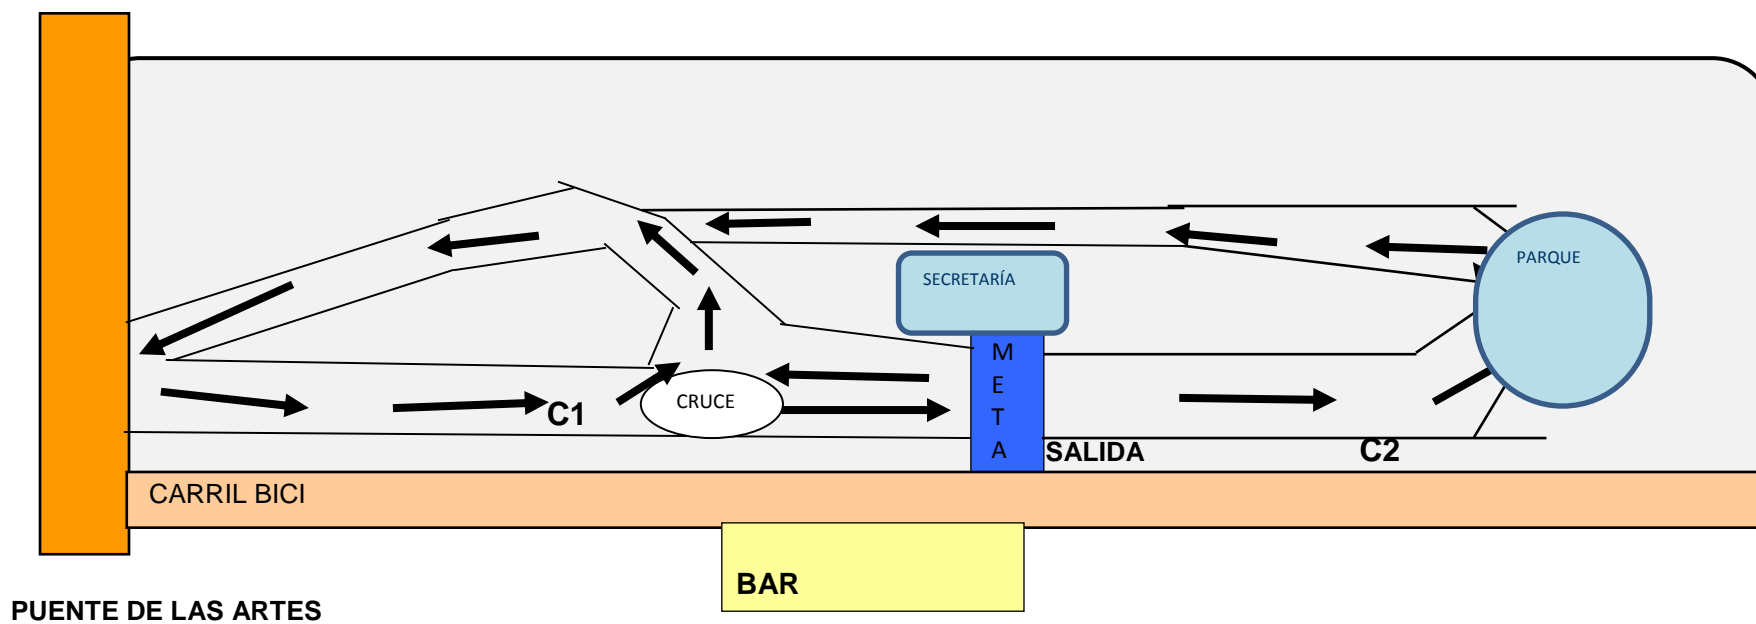 PARQUE
SECRETARÍA
M
E
T
A
CRUCE
C1
SALIDA
C2
CARRIL BICI
BAR
PUENTE DE LAS ARTES